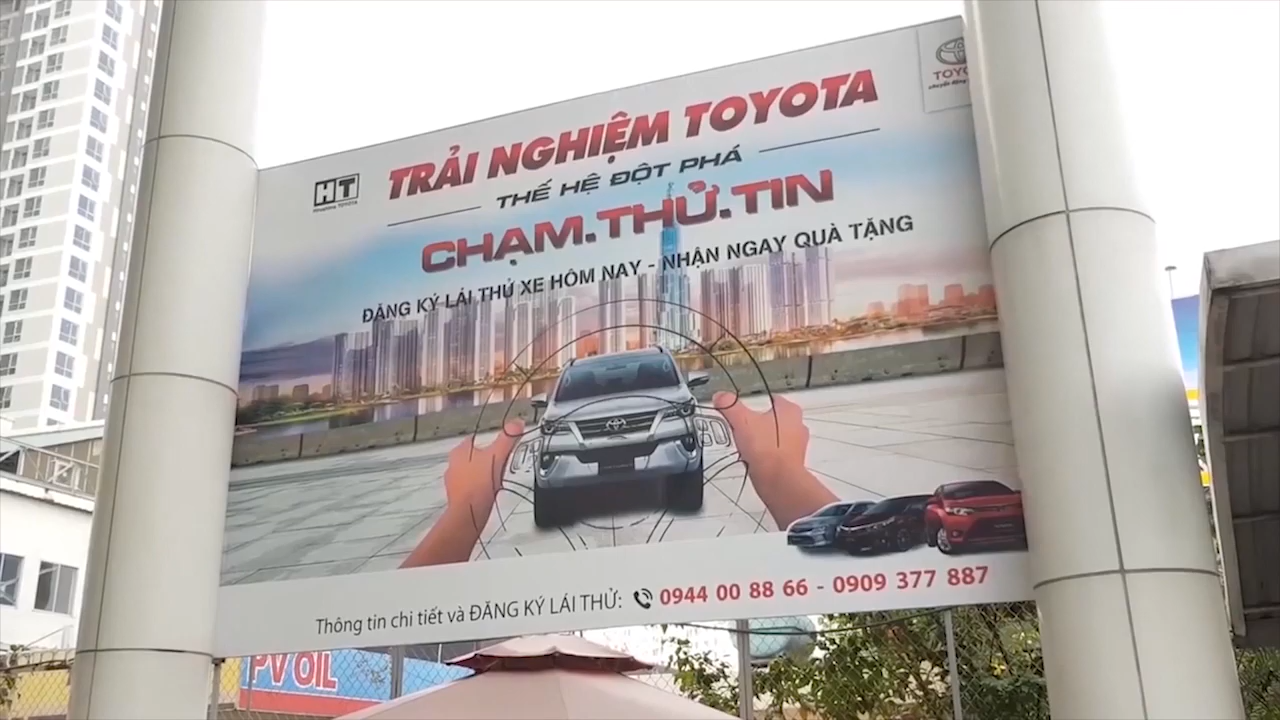 TRẢI NGHIỆM TOYOTA
HT
THẾ HỆ ĐỘT PHÁ
CHẠM.THỬ.TIN
ĐĂNG KÝ LÁI THỬ XE HÔM NAY - NHẬN NGAY QUÀ TẶNG
Thông tin chi tiết và ĐĂNG KÝ LÁI THỬ: 0944 00 88 66 - 0909 377 887
PV OIL